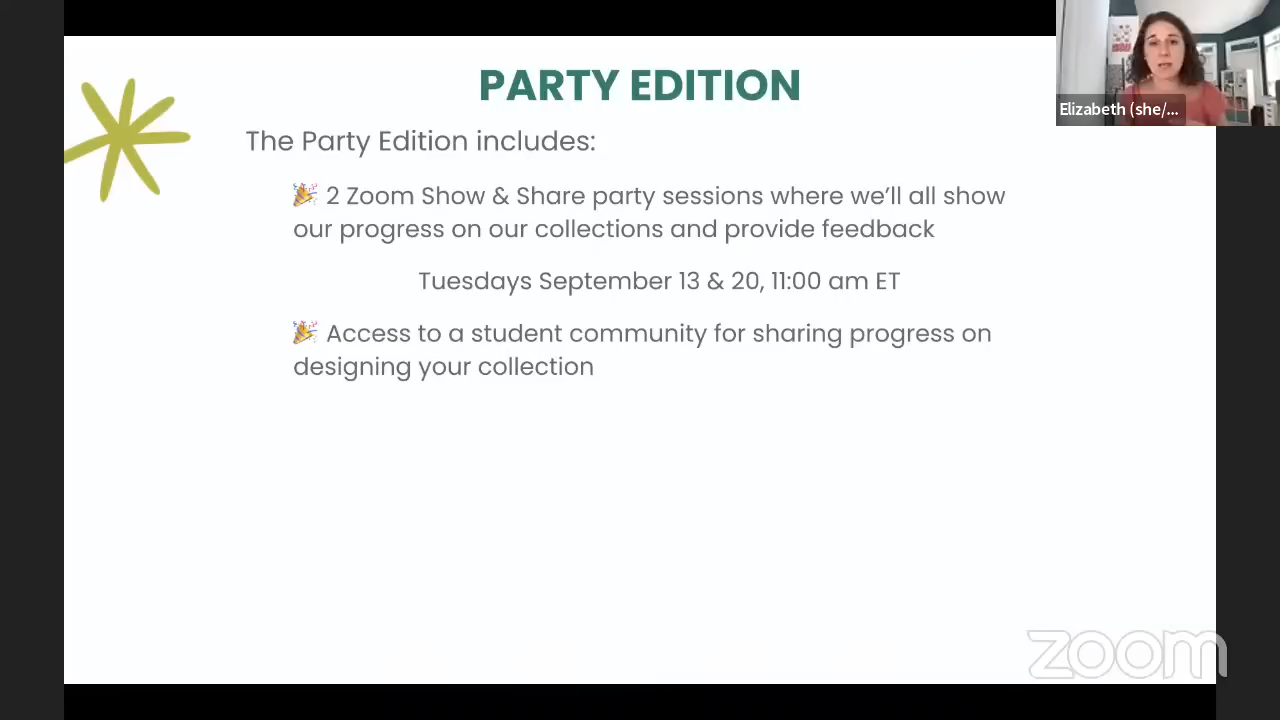 PARTY EDITION
The Party Edition includes:
🎉 2 Zoom Show & Share party sessions where we’ll all show
our progress on our collections and provide feedback
Tuesdays September 13 & 20, 11:00 am ET
🎉 Access to a student community for sharing progress on
designing your collection
Elizabeth (she/...
zoom